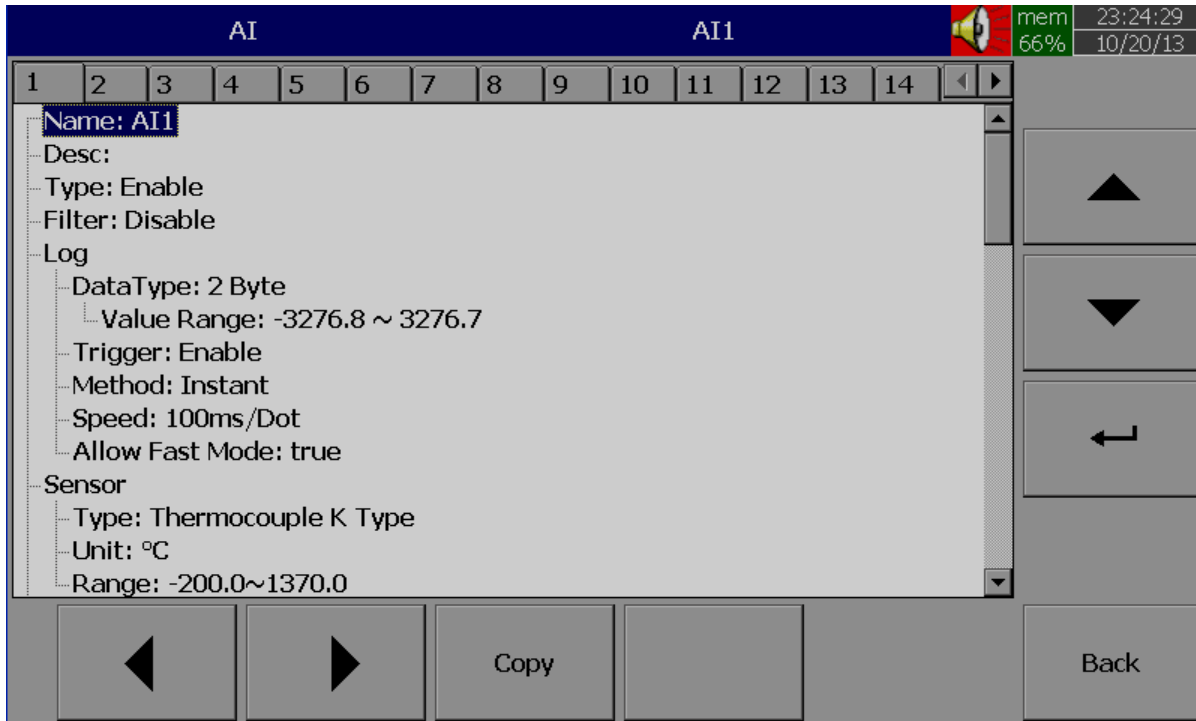 AI AI1 mem 23:24:29
66% 10/20/13
1 2 3 4 5 6 7 8 9 10 11 12 13 14
Name: AI1
Desc:
Type: Enable
Filter: Disable
Log
DataType: 2 Byte
Value Range: -3276.8 ~ 3276.7
Trigger: Enable
Method: Instant
Speed: 100ms/Dot
Allow Fast Mode: true
Sensor
Type: Thermocouple K Type
Unit: °C
Range: -200.0~1370.0
Copy Back